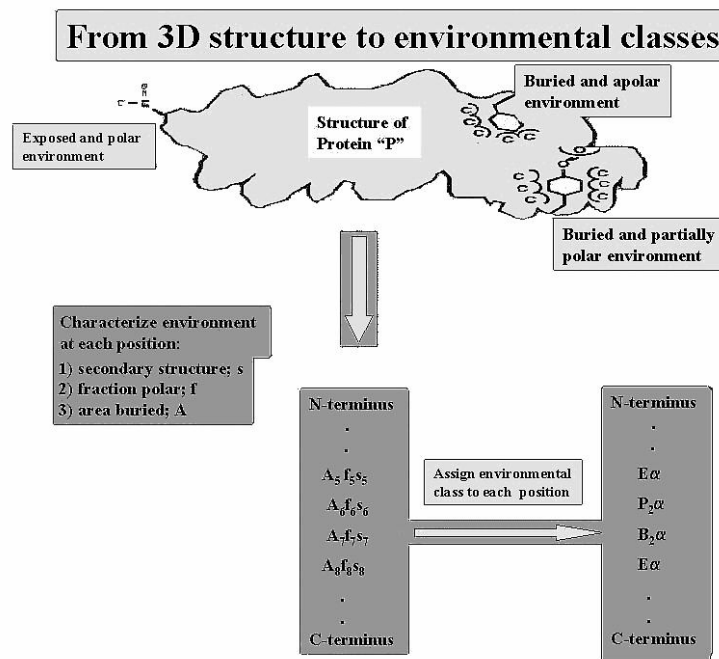 From 3D structure to environmental classes
Buried and apolar
environment
Structure of
Protein “P”
Exposed and polar
environment
C
C
C
C
C
C
O
O
C
C
C
C
C
C
Buried and partially
polar environment
Characterize environment
at each position:
1) secondary structure; s
2) fraction polar; f
3) area buried; A
N-terminus
.
.
A5f5s5
A6f6s6
A7f7s7
A8f8s8
.
.
C-terminus
Assign environmental
class to each position
N-terminus
.
.
Eα
P2α
B2α
Eα
.
.
C-terminus